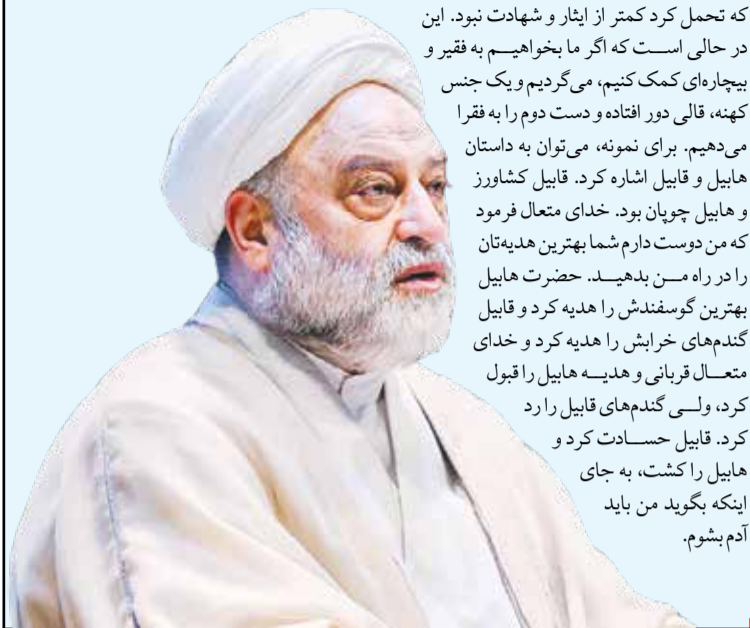 که تحمل کرد کمتر از ایثار و شهادت نبود. این
در حالی است که اگر ما بخواهیم به فقیر و
بیچاره‌ای کمک کنیم، می‌گردیم و یک جنس
کهنه، قالی دور افتاده و دست دوم را به فقرا
می‌دهیم. برای نمونه، می‌توان به داستان
هابیل و قابیل اشاره کرد. قابیل کشاورز
و هابیل چوپان بود. خدای متعال فرمود
که من دوست دارم شما بهترین هدیه‌تان
را در راه من بدهید. حضرت هابیل
بهترین گوسفندش را هدیه کرد و قابیل
گندم‌های خرابش را هدیه کرد و خدای
متعال قربانی و هدیه هابیل را قبول
کرد، ولی گندم‌های قابیل را رد
کرد. قابیل حسادت کرد و
هابیل را کشت، به جای
اینکه بگوید من باید
آدم بشوم.